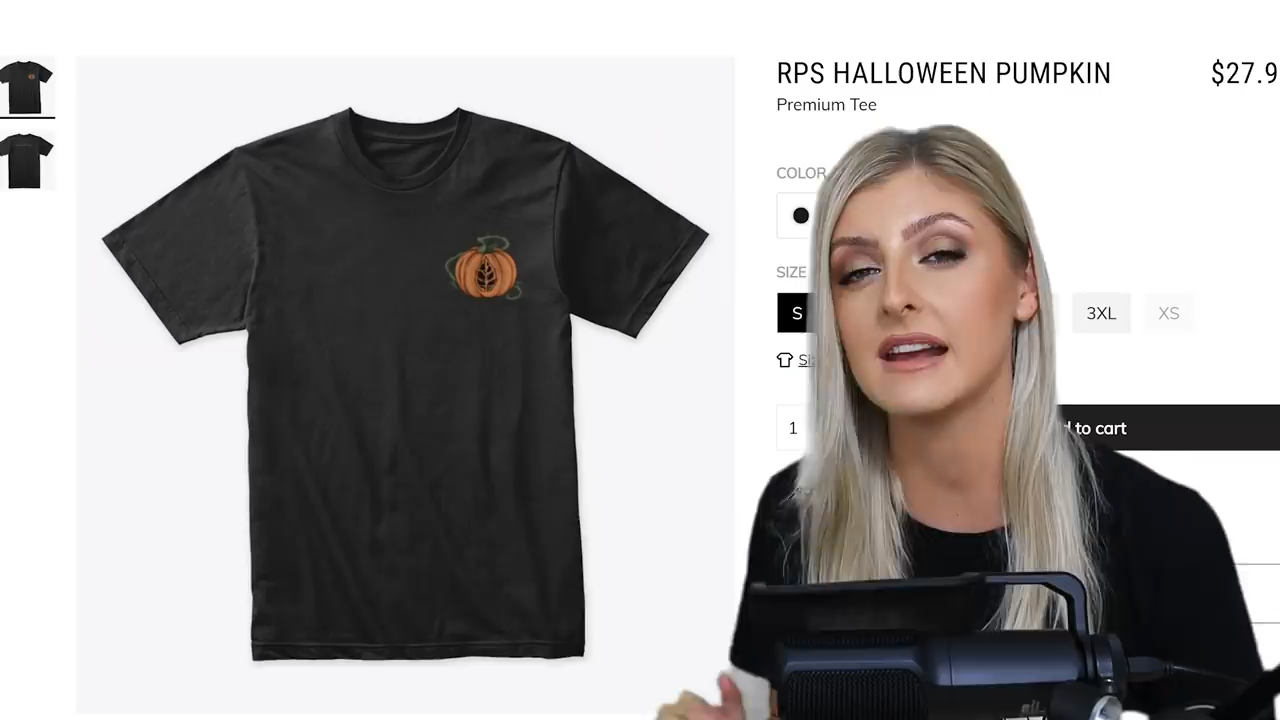 RPS HALLOWEEN PUMPKIN
$27.9
Premium Tee
COLOR
SIZE
S
3XL
XS
1
to cart